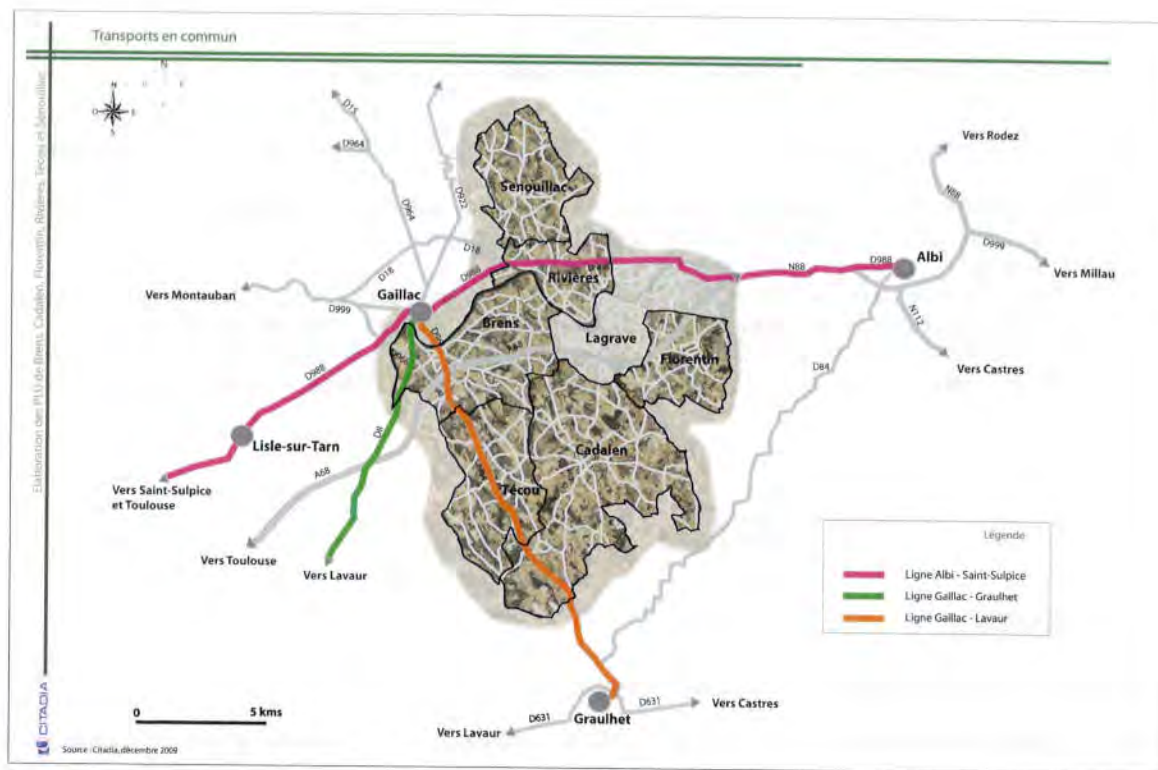 Transports en commun
Elaboration des PLU de Brens, Cadalen, Florentin, Rivières, Técou et Sénouillac
N
N
E
S
O
D15
D964
D964
D922
D18
D18
D999
D988
D988
N88
D988
N88
D999
N112
D84
D8
A68
D631
D631
Vers Rodez
Vers Millau
Vers Castres
Vers Montauban
Senouillac
Albi
Rivières
Gaillac
Brens
Lagrave
Florentin
Cadalen
Técou
Lisle-sur-Tarn
Vers Saint-Sulpice
et Toulouse
Vers Toulouse
Vers Lavaur
Graulhet
Vers Castres
Vers Lavaur
Légende
Ligne Albi - Saint-Sulpice
Ligne Gaillac - Graulhet
Ligne Gaillac - Lavaur
0 5 kms
CITADIA
Source : Citadia, décembre 2009